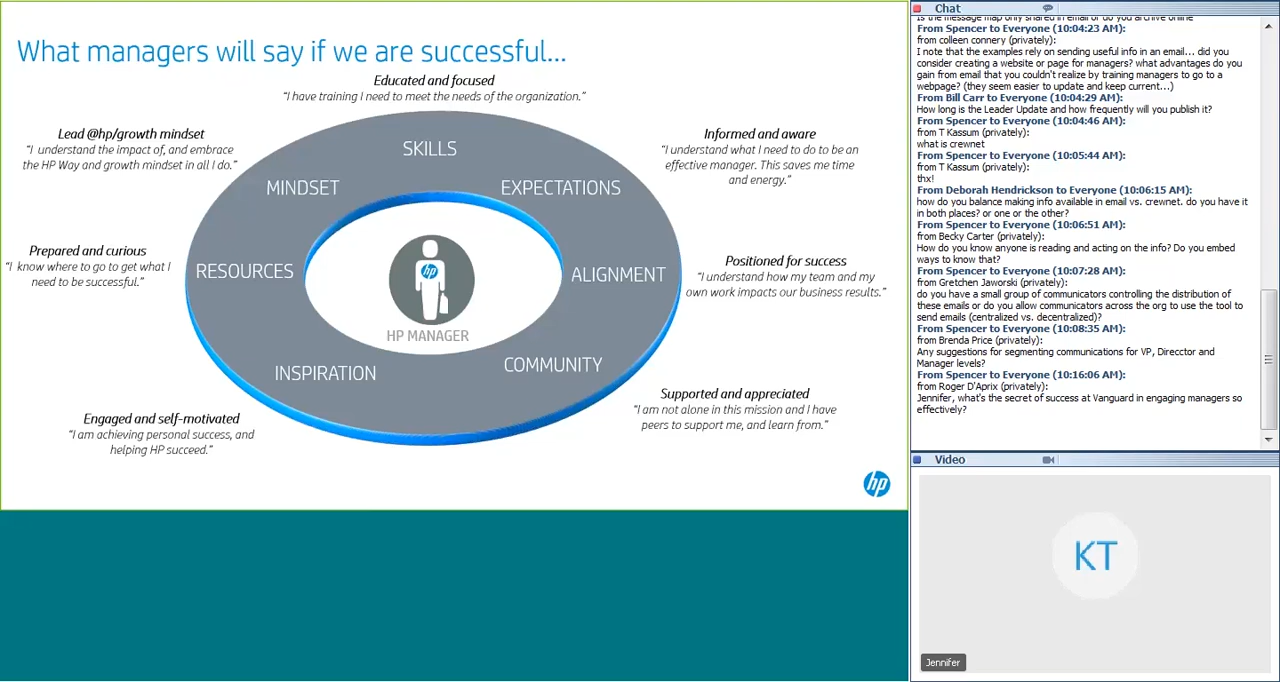 What managers will say if we are successful...
Educated and focused
“I have training I need to meet the needs of the organization.”
Lead @hp/growth mindset
“I understand the impact of, and embrace
the HP Way and growth mindset in all I do.”
Informed and aware
“I understand what I need to do to be an
effective manager. This saves me time
and energy.”
Prepared and curious
“I know where to go to get what I
need to be successful.”
Positioned for success
“I understand how my team and my
own work impacts our business results.”
Engaged and self-motivated
“I am achieving personal success, and
helping HP succeed.”
Supported and appreciated
“I am not alone in this mission and I have
peers to support me, and learn from.”
SKILLS
MINDSET
EXPECTATIONS
RESOURCES
ALIGNMENT
INSPIRATION
COMMUNITY
hp
HP MANAGER
hp
Chat
Is the message map only shared in email or do you archive online
From Spencer to Everyone (10:04:23 AM):
from colleen connery (privately):
I note that the examples rely on sending useful info in an email... did you
consider creating a website or page for managers? what advantages do you
gain from email that you couldn't realize by training managers to go to a
webpage? (they seem easier to update and keep current...)
From Bill Carr to Everyone (10:04:29 AM):
How long is the Leader Update and how frequently will you publish it?
From Spencer to Everyone (10:04:46 AM):
from T Kassum (privately):
what is crewnet
From Spencer to Everyone (10:05:44 AM):
from T Kassum (privately):
thx!
From Deborah Hendrickson to Everyone (10:06:15 AM):
how do you balance making info available in email vs. crewnet. do you have it
in both places? or one or the other?
From Spencer to Everyone (10:06:51 AM):
from Becky Carter (privately):
How do you know anyone is reading and acting on the info? Do you embed
ways to know that?
From Spencer to Everyone (10:07:28 AM):
from Gretchen Jaworski (privately):
do you have a small group of communicators controlling the distribution of
these emails or do you allow communicators across the org to use the tool to
send emails (centralized vs. decentralized)?
From Spencer to Everyone (10:08:35 AM):
from Brenda Price (privately):
Any suggestions for segmenting communications for VP, Direcctor and
Manager levels?
From Spencer to Everyone (10:16:06 AM):
from Roger D'Aprix (privately):
Jennifer, what's the secret of success at Vanguard in engaging managers so
effectively?
Video
KT
Jennifer